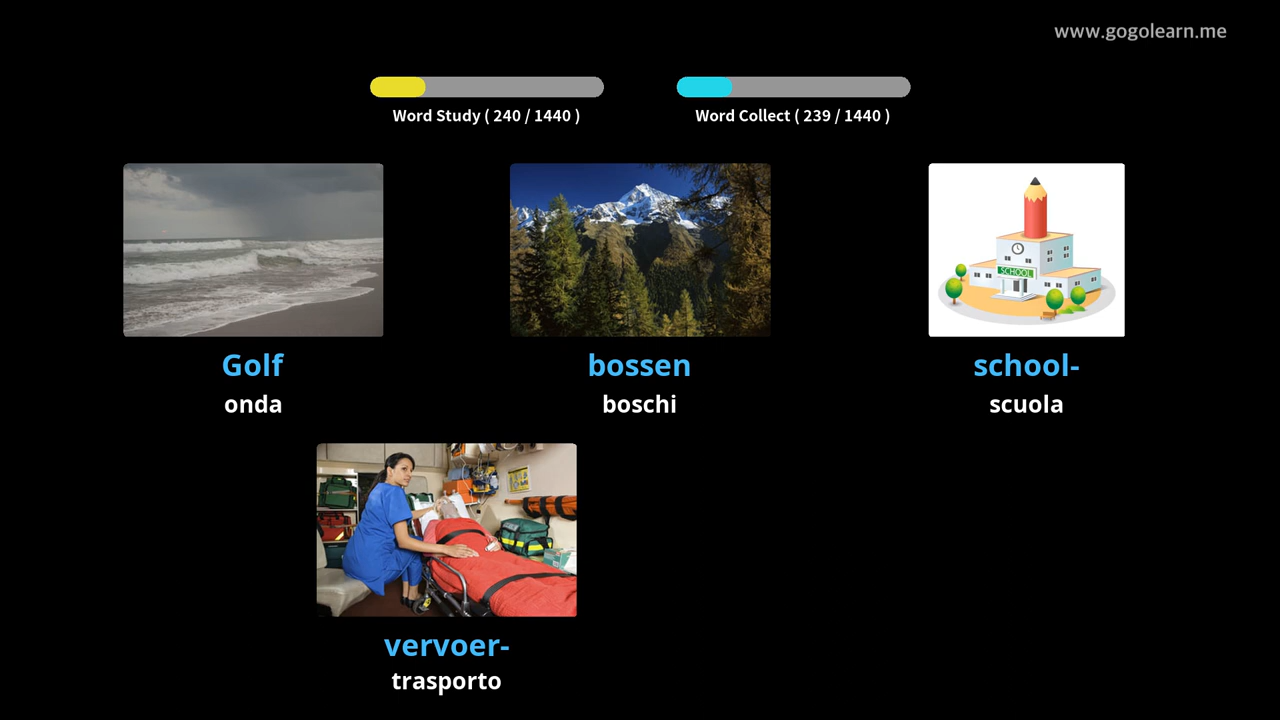 www.gogolearn.me
Word Study ( 240 / 1440 )
Word Collect ( 239 / 1440 )
SCHOOL
Golf
onda
bossen
boschi
school-
scuola
vervoer-
trasporto